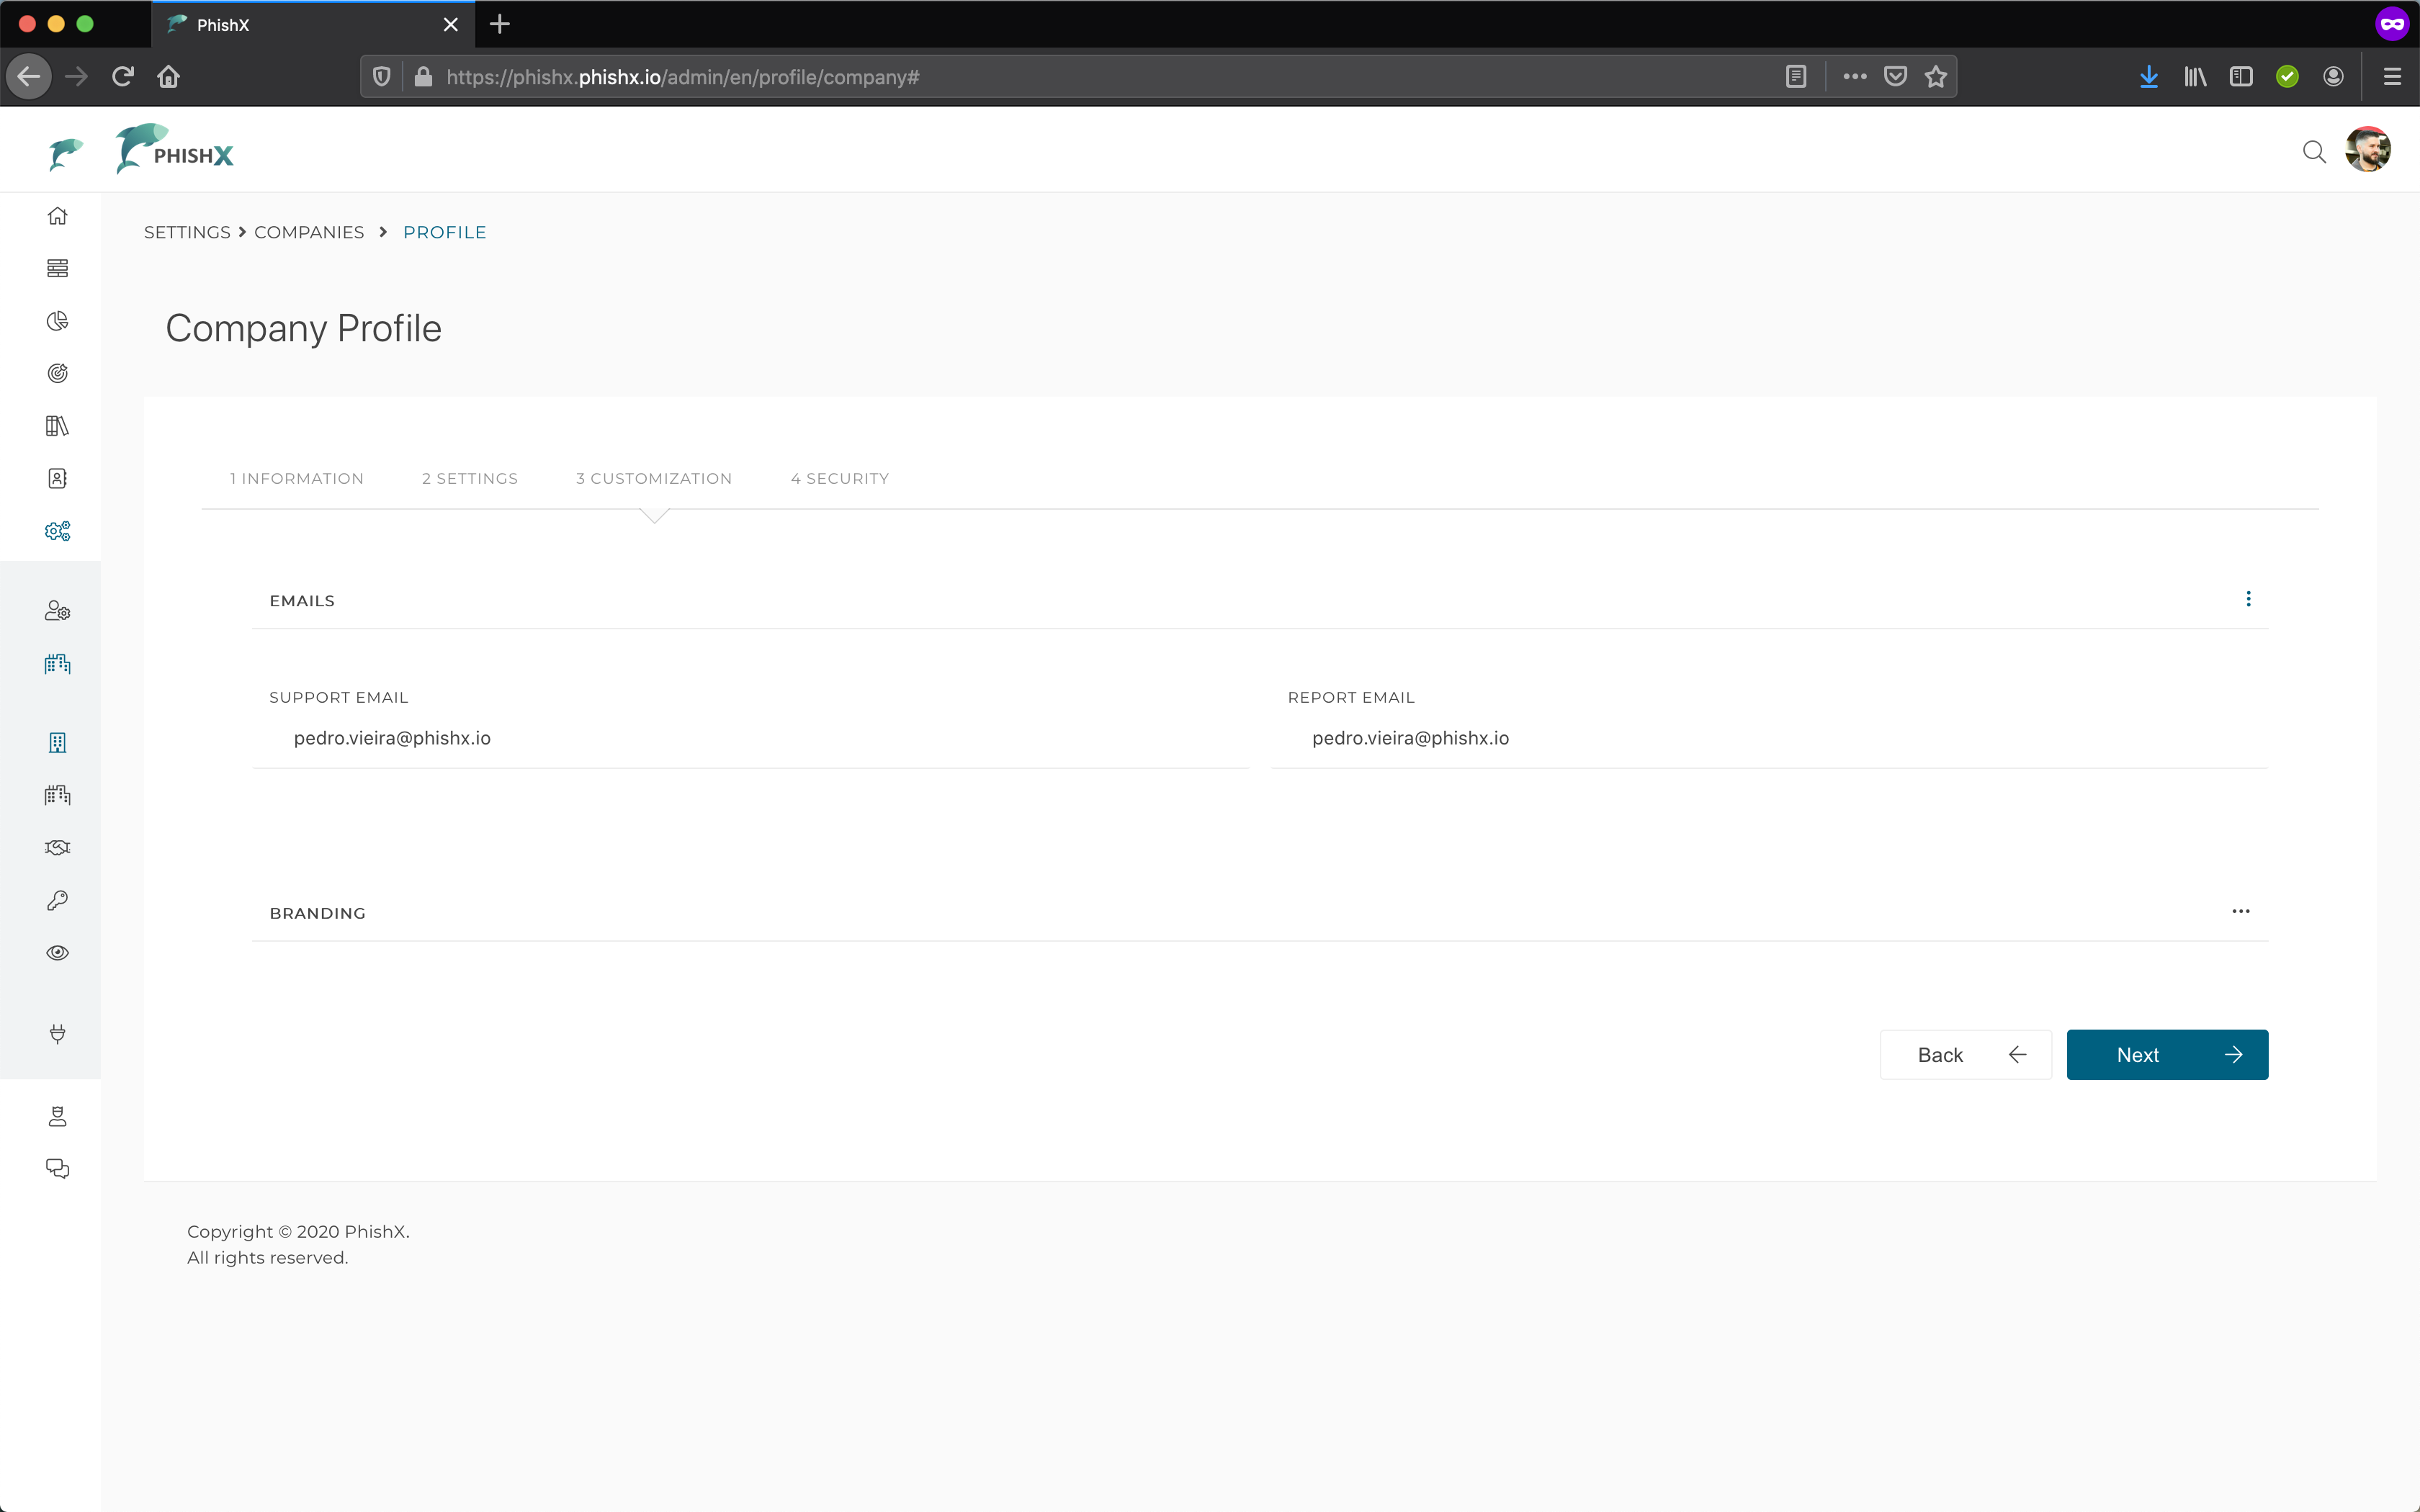 PhishX
https://phishx.phishx.io/admin/en/profile/company#
PHISHX
SETTINGS COMPANIES PROFILE
Company Profile
1 INFORMATION 2 SETTINGS 3 CUSTOMIZATION 4 SECURITY
EMAILS
SUPPORT EMAIL REPORT EMAIL
pedro.vieira@phishx.io pedro.vieira@phishx.io
BRANDING
Back Next
Copyright © 2020 PhishX.
All rights reserved.